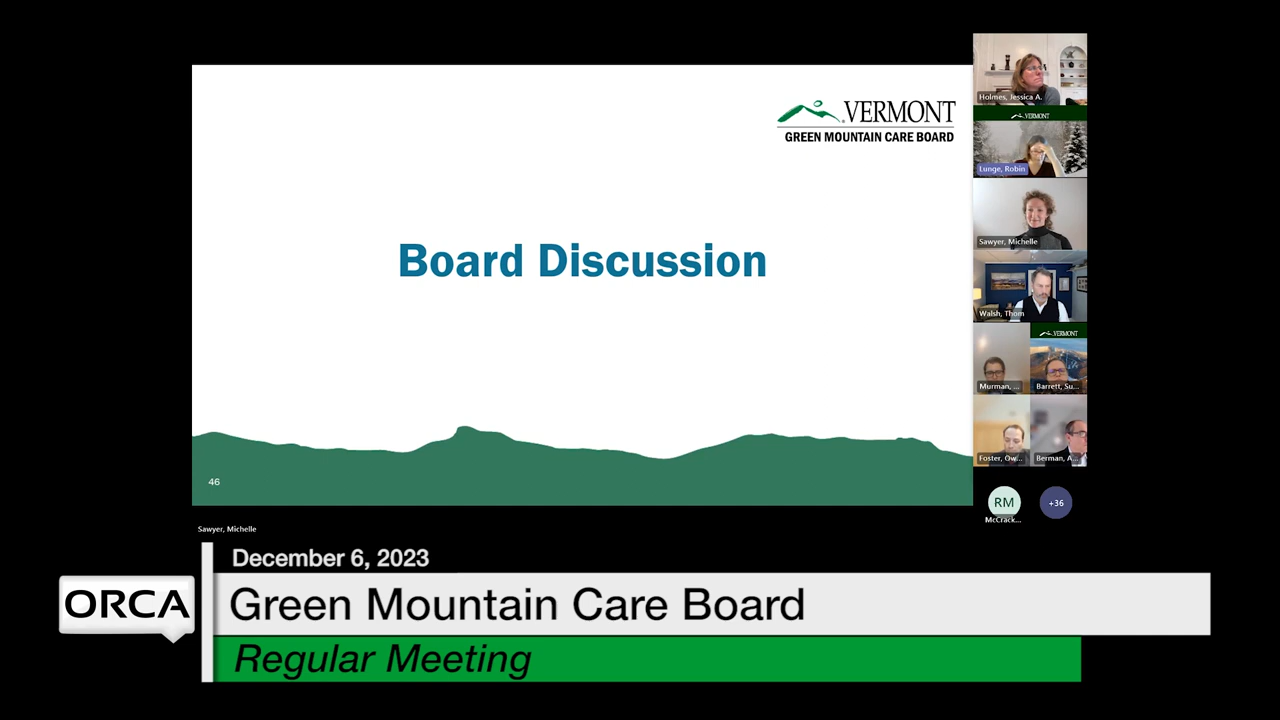 VERMONT
GREEN MOUNTAIN CARE BOARD
Board Discussion
46
Holmes, Jessica A.
VERMONT
Lunge, Robin
Sawyer, Michelle
Walsh, Thom
VERMONT
Murman, ...
Barrett, Su...
Foster, Ow...
Berman, A...
RM
+36
McCrack...
Sawyer, Michelle
December 6, 2023
ORCA
Green Mountain Care Board
Regular Meeting